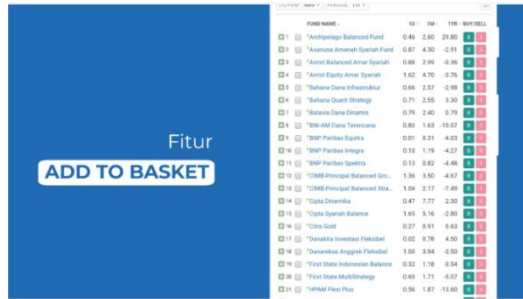 Fitur
ADD TO BASKET
FUND NAME 1D 1M 1YR BUY/SELL
1 "Archipelago Balanced Fund 0.46 2.60 29.80 B S
2 "Asanusa Amanah Syariah Fund 0.87 4.30 -2.91 B S
3 "Avrist Balanced Amar Syariah 0.88 2.99 -0.36 B S
4 "Avrist Equity Amar Syariah 1.62 4.70 -3.76 B S
5 "Bahana Dana Infrastruktur 0.66 2.57 -2.98 B S
6 "Bahana Quant Strategy 0.71 2.55 3.30 B S
7 "Batavia Dana Dinamis 0.79 2.40 0.79 B S
8 "BNI-AM Dana Terencana 0.83 1.63 -10.07 B S
9 "BNP Paribas Equitra 0.01 0.31 -4.03 B S
10 "BNP Paribas Integra 0.10 1.19 -4.27 B S
11 "BNP Paribas Spektra 0.13 0.82 -4.48 B S
12 "CIMB-Principal Balanced Gro... 1.36 3.50 -4.67 B S
13 "CIMB-Principal Balanced Stra... 1.04 2.17 -7.49 B S
14 "Cipta Dinamika 0.47 7.77 2.30 B S
15 "Cipta Syariah Balance 1.65 5.16 -2.80 B S
16 "Citra Gold 0.27 0.91 0.63 B S
17 "Danakita Investasi Fleksibel 0.02 0.78 4.50 B S
18 "Danareksa Anggrek Fleksibel 1.03 3.94 -3.50 B S
19 "First State Indonesian Balance 0.32 1.18 0.54 B S
20 "First State MultiStrategy 0.60 1.71 -5.07 B S
21 "HPAM Flexi Plus 0.56 1.87 -13.60 B S